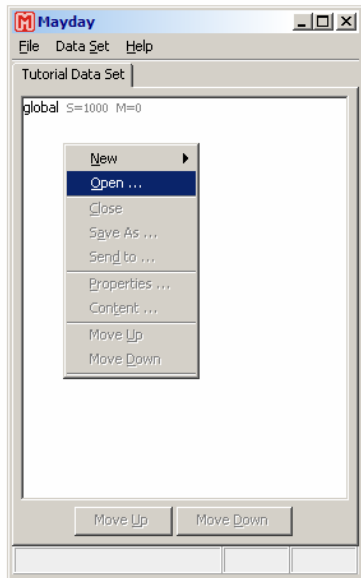 Mayday
File Data Set Help
Tutorial Data Set
global S=1000 M=0
New
Open ...
Close
Save As ...
Send to ...
Properties ...
Content ...
Move Up
Move Down
Move Up Move Down